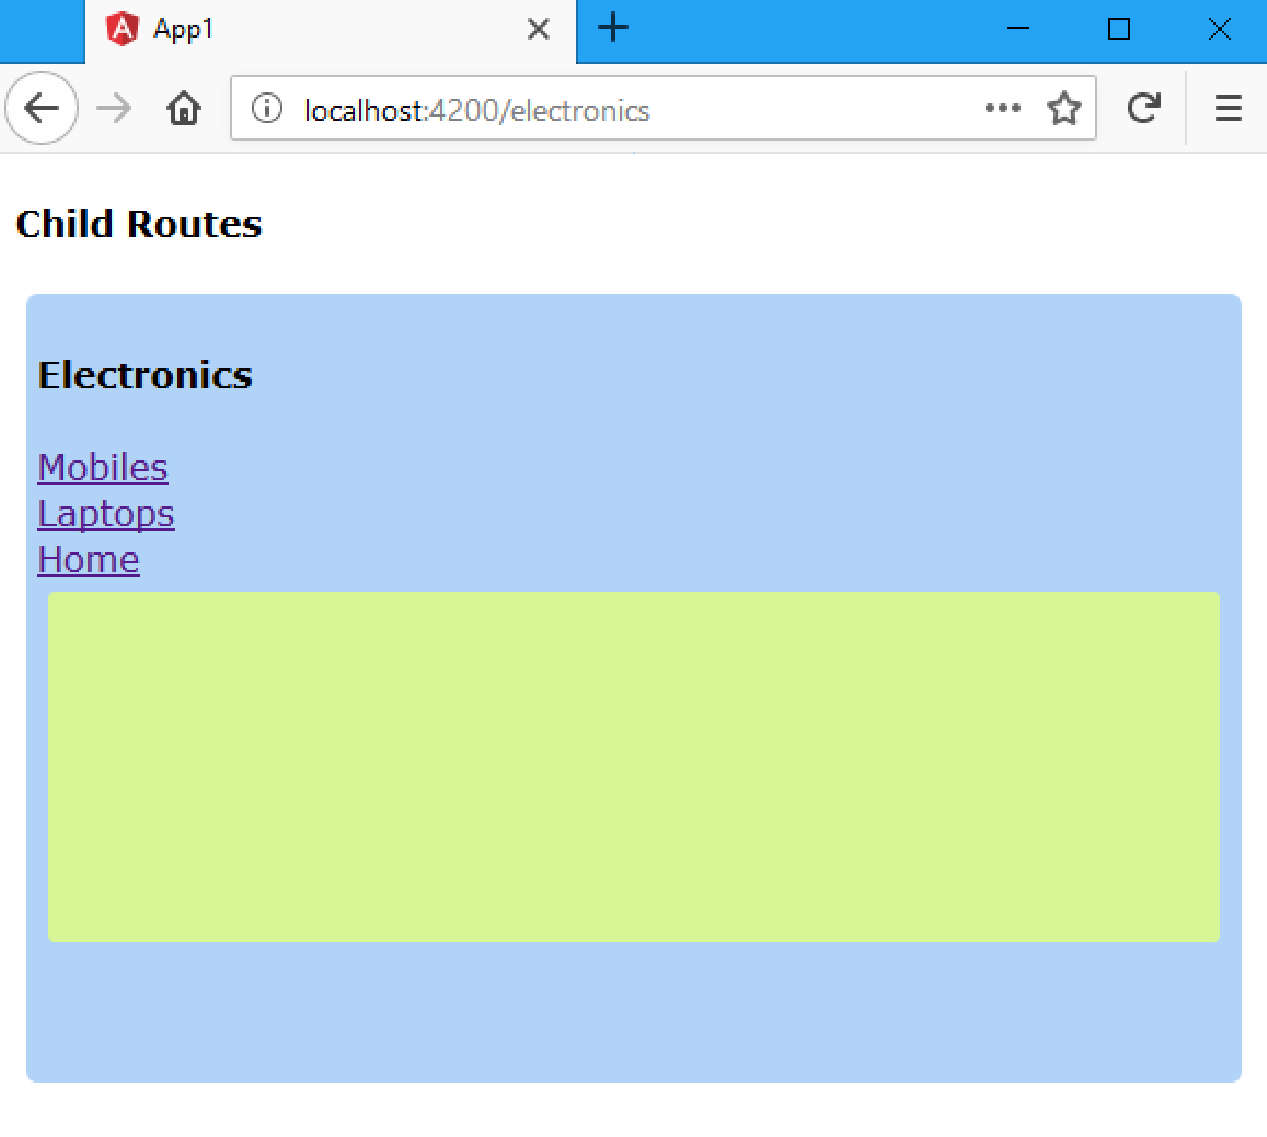 App1
localhost:4200/electronics
Child Routes
Electronics
Mobiles
Laptops
Home